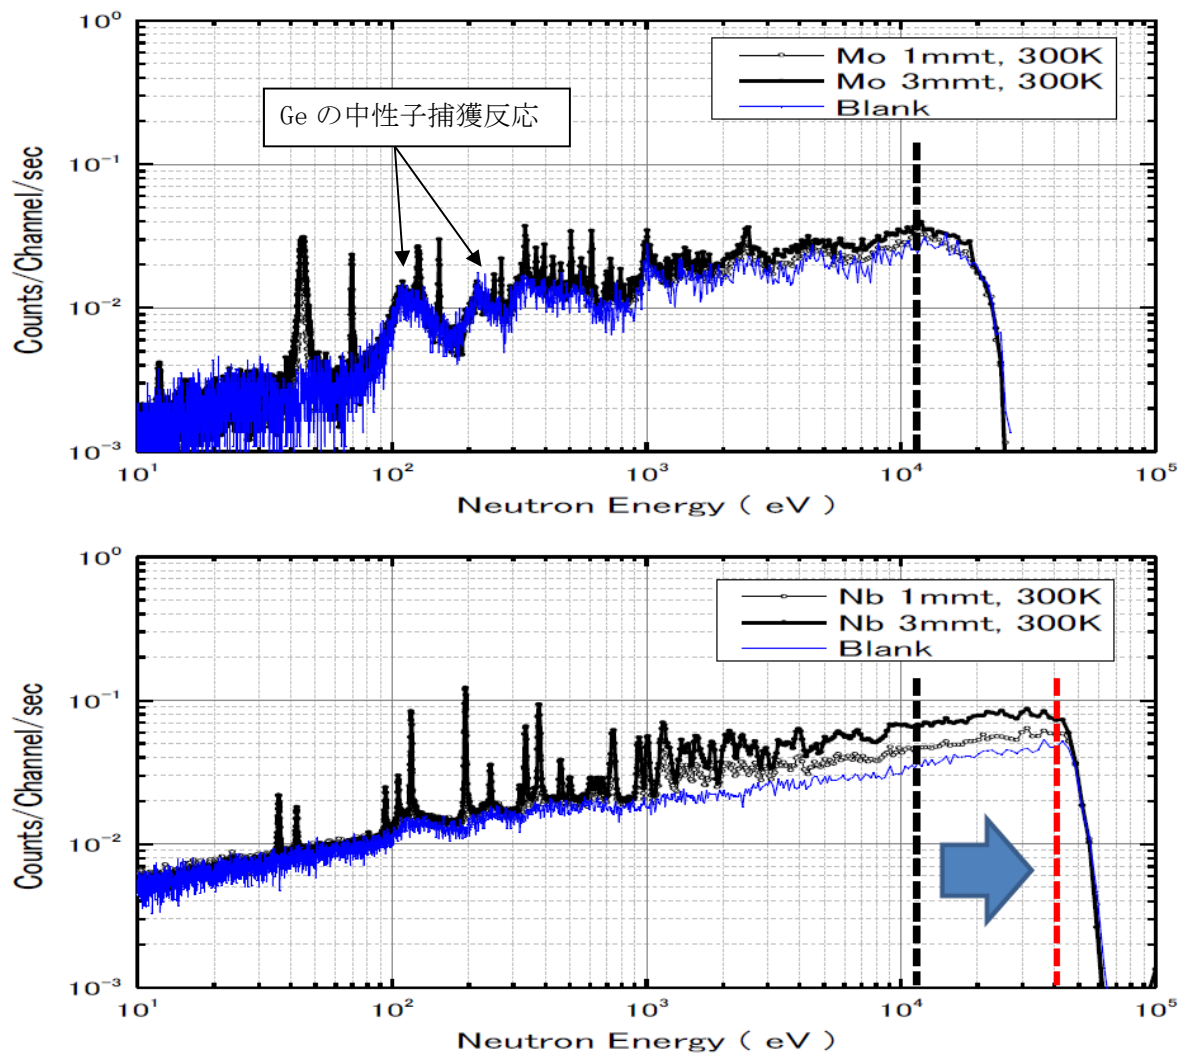 10⁰
10⁻¹
10⁻²
10⁻³
Counts/Channel/sec
Mo 1mmt, 300K
Mo 3mmt, 300K
Blank
Ge の中性子捕獲反応
10¹
10²
10³
10⁴
10⁵
Neutron Energy ( eV )
10⁰
10⁻¹
10⁻²
10⁻³
Counts/Channel/sec
Nb 1mmt, 300K
Nb 3mmt, 300K
Blank
10¹
10²
10³
10⁴
10⁵
Neutron Energy ( eV )